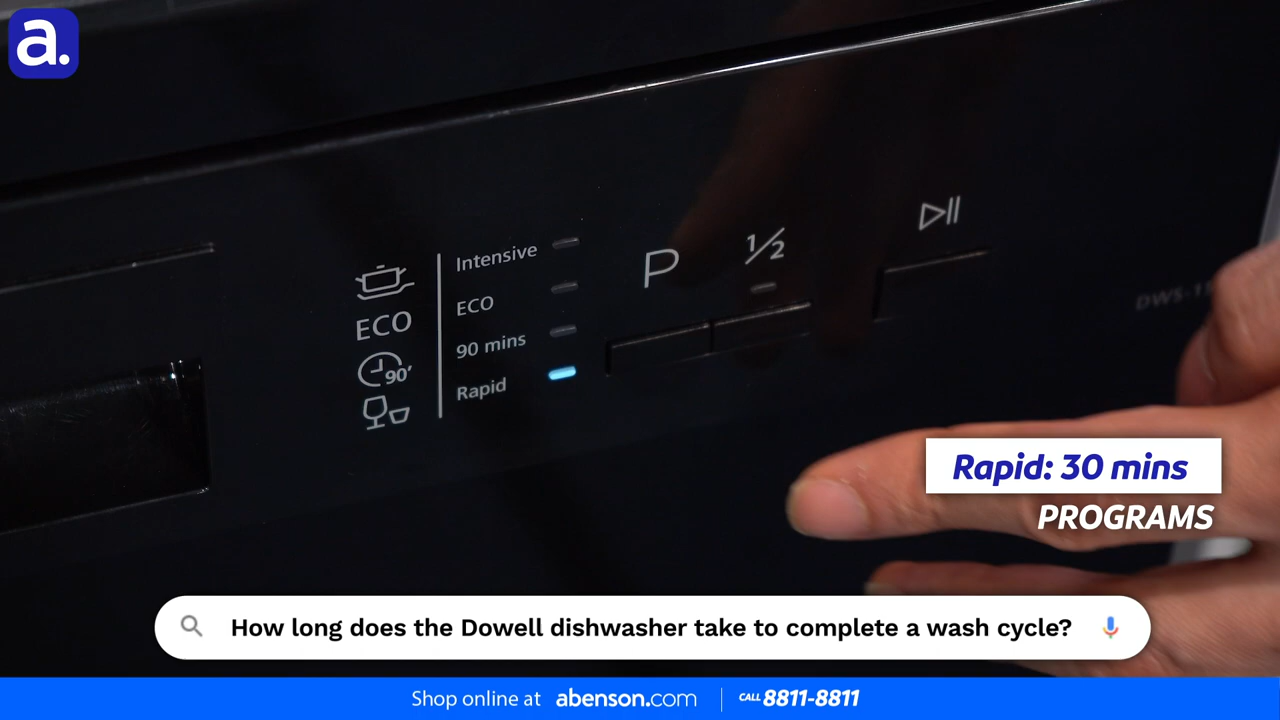 a.
Intensive
ECO
90 mins
Rapid
ECO
90'
P
1/2
Rapid: 30 mins
PROGRAMS
How long does the Dowell dishwasher take to complete a wash cycle?
Shop online at abenson.com
CALL 8811-8811